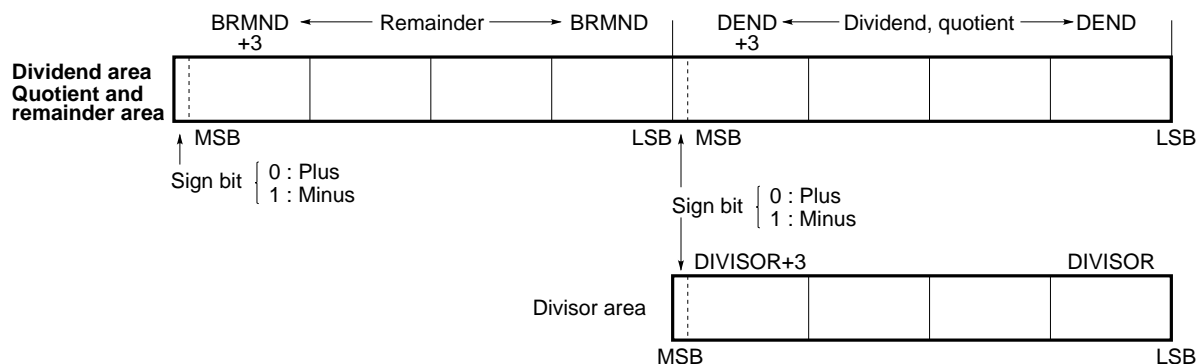 BRMND +3 Remainder BRMND DEND +3 Dividend, quotient DEND
Dividend area
Quotient and
remainder area
MSB LSB MSB LSB
Sign bit { 0 : Plus
1 : Minus
Sign bit { 0 : Plus
1 : Minus
DIVISOR+3 DIVISOR
Divisor area
MSB LSB